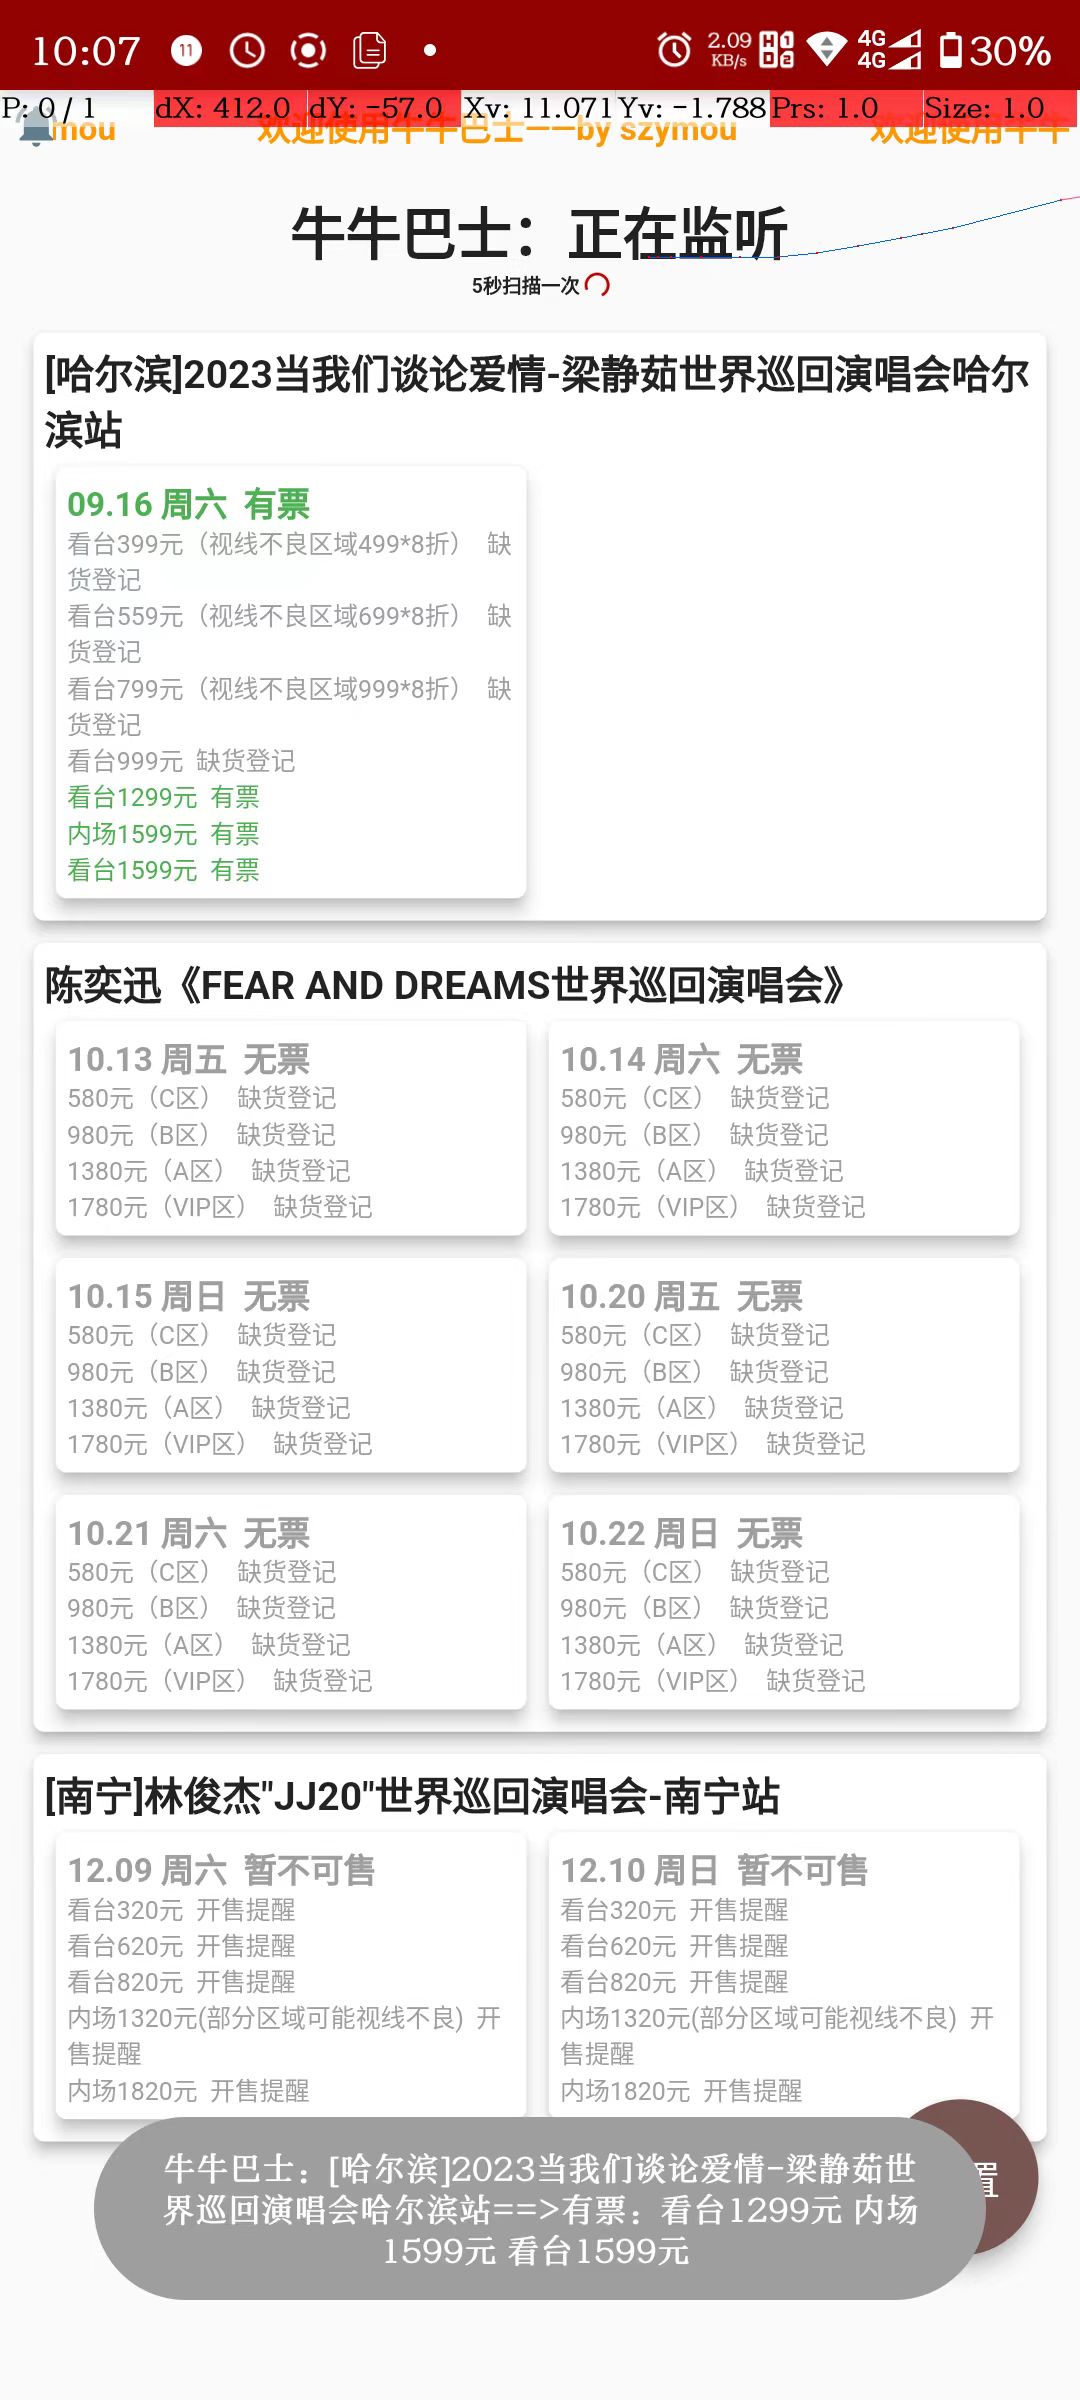 10:07 11 2.09 KB/s HD 1 2 4G 4G 30%
P: 0 / 1 dX: 412.0 dY: -57.0 Xv: 11.071 Yv: -1.788 Prs: 1.0 Size: 1.0
mou 欢迎使用牛牛巴士——by szymou 欢迎使用牛牛
牛牛巴士：正在监听
5秒扫描一次
[哈尔滨]2023当我们谈论爱情-梁静茹世界巡回演唱会哈尔
滨站
09.16 周六 有票
看台399元（视线不良区域499*8折） 缺
货登记
看台559元（视线不良区域699*8折） 缺
货登记
看台799元（视线不良区域999*8折） 缺
货登记
看台999元 缺货登记
看台1299元 有票
内场1599元 有票
看台1599元 有票
陈奕迅《FEAR AND DREAMS世界巡回演唱会》
10.13 周五 无票
580元（C区） 缺货登记
980元（B区） 缺货登记
1380元（A区） 缺货登记
1780元（VIP区） 缺货登记
10.14 周六 无票
580元（C区） 缺货登记
980元（B区） 缺货登记
1380元（A区） 缺货登记
1780元（VIP区） 缺货登记
10.15 周日 无票
580元（C区） 缺货登记
980元（B区） 缺货登记
1380元（A区） 缺货登记
1780元（VIP区） 缺货登记
10.20 周五 无票
580元（C区） 缺货登记
980元（B区） 缺货登记
1380元（A区） 缺货登记
1780元（VIP区） 缺货登记
10.21 周六 无票
580元（C区） 缺货登记
980元（B区） 缺货登记
1380元（A区） 缺货登记
1780元（VIP区） 缺货登记
10.22 周日 无票
580元（C区） 缺货登记
980元（B区） 缺货登记
1380元（A区） 缺货登记
1780元（VIP区） 缺货登记
[南宁]林俊杰"JJ20"世界巡回演唱会-南宁站
12.09 周六 暂不可售
看台320元 开售提醒
看台620元 开售提醒
看台820元 开售提醒
内场1320元(部分区域可能视线不良) 开
售提醒
内场1820元 开售提醒
12.10 周日 暂不可售
看台320元 开售提醒
看台620元 开售提醒
看台820元 开售提醒
内场1320元(部分区域可能视线不良) 开
售提醒
内场1820元 开售提醒
置
牛牛巴士：[哈尔滨]2023当我们谈论爱情-梁静茹世
界巡回演唱会哈尔滨站==>有票：看台1299元 内场
1599元 看台1599元